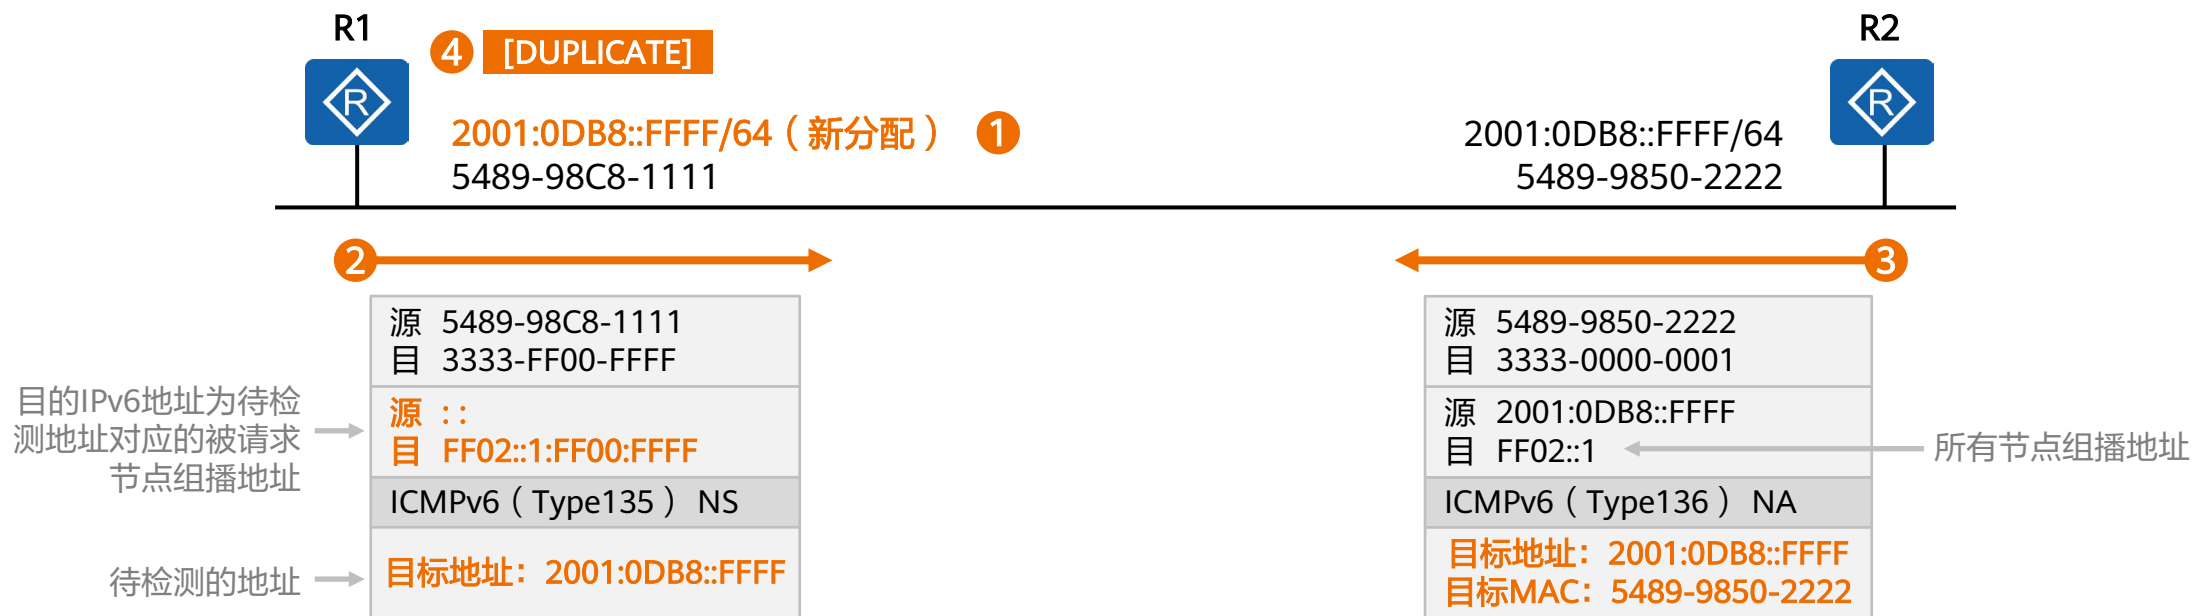 R1
R2
4 [DUPLICATE]
R
R
2001:0DB8::FFFF/64（新分配） 1
5489-98C8-1111
2001:0DB8::FFFF/64
5489-9850-2222
2
3
源 5489-98C8-1111
目 3333-FF00-FFFF
源 ::
目 FF02::1:FF00:FFFF
ICMPv6（Type135） NS
目标地址：2001:0DB8::FFFF
目的IPv6地址为待检
测地址对应的被请求
节点组播地址
待检测的地址
源 5489-9850-2222
目 3333-0000-0001
源 2001:0DB8::FFFF
目 FF02::1
ICMPv6（Type136） NA
目标地址：2001:0DB8::FFFF
目标MAC：5489-9850-2222
所有节点组播地址